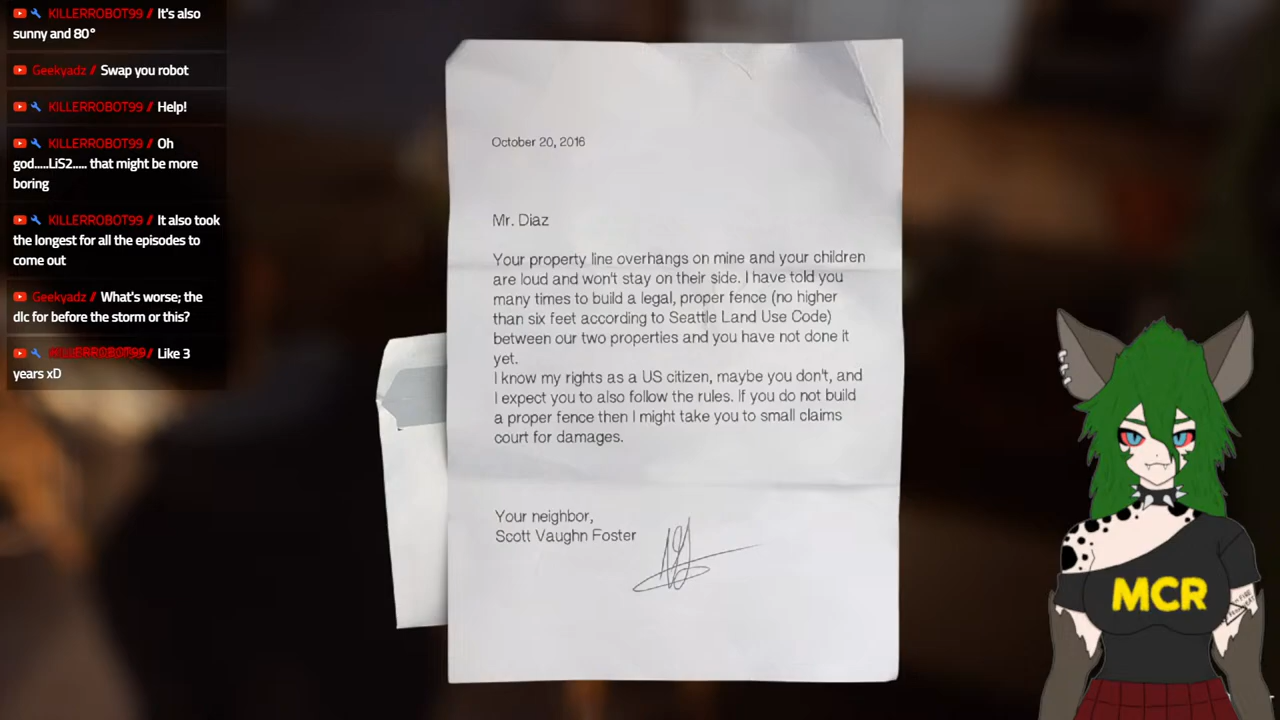 KILLERROBOT99 / It's also
sunny and 80°
Geekyadz / Swap you robot
KILLERROBOT99 / Help!
KILLERROBOT99 / Oh
god.....LiS2..... that might be more
boring
KILLERROBOT99 / It also took
the longest for all the episodes to
come out
Geekyadz / What's worse; the
dlc for before the storm or this?
KILLERROBOT99 / Like 3
years xD
October 20, 2016
Mr. Diaz
Your property line overhangs on mine and your children
are loud and won't stay on their side. I have told you
many times to build a legal, proper fence (no higher
than six feet according to Seattle Land Use Code)
between our two properties and you have not done it
yet.
I know my rights as a US citizen, maybe you don't, and
I expect you to also follow the rules. If you do not build
a proper fence then I might take you to small claims
court for damages.
Your neighbor,
Scott Vaughn Foster
MCR